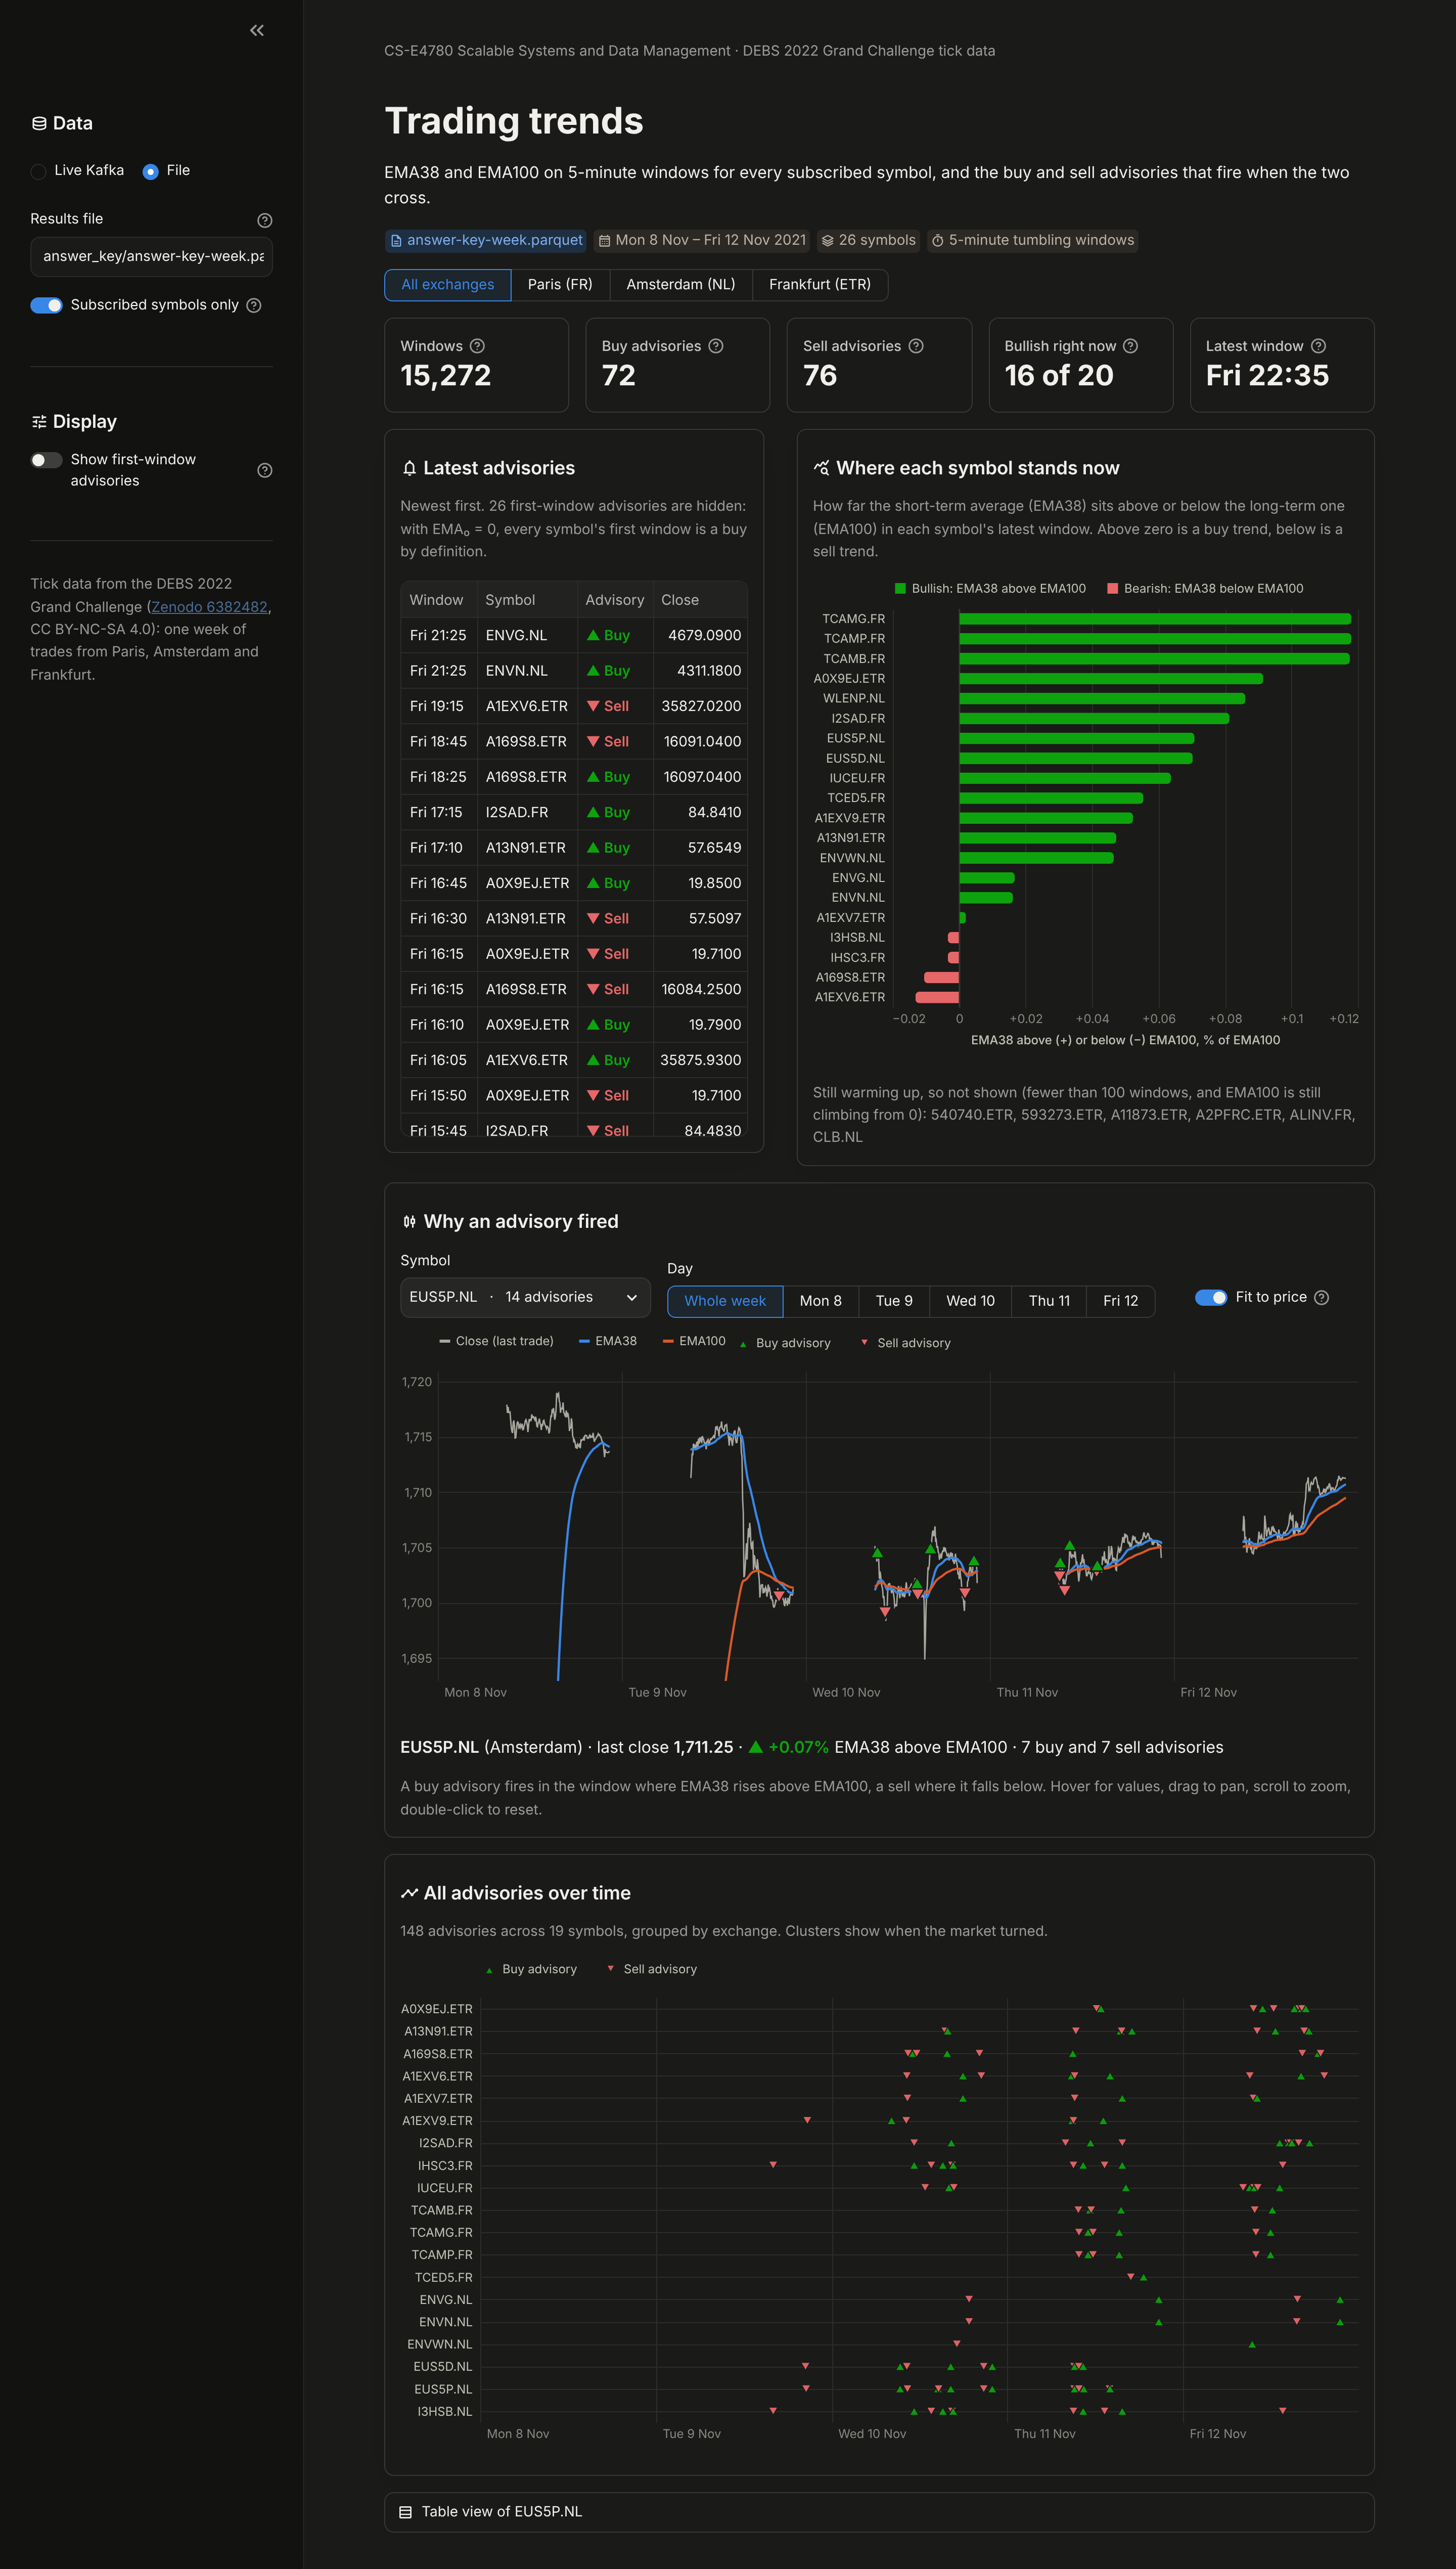 Data
Live Kafka
File
Results file
answer_key/answer-key-week.pa
Subscribed symbols only
Display
Show first-window
advisories
Tick data from the DEBS 2022
Grand Challenge (Zenodo 6382482,
CC BY-NC-SA 4.0): one week of
trades from Paris, Amsterdam and
Frankfurt.
CS-E4780 Scalable Systems and Data Management · DEBS 2022 Grand Challenge tick data
Trading trends
EMA38 and EMA100 on 5-minute windows for every subscribed symbol, and the buy and sell advisories that fire when the two
cross.
answer-key-week.parquet Mon 8 Nov – Fri 12 Nov 2021 26 symbols 5-minute tumbling windows
All exchanges Paris (FR) Amsterdam (NL) Frankfurt (ETR)
Windows
15,272
Buy advisories
72
Sell advisories
76
Bullish right now
16 of 20
Latest window
Fri 22:35
Latest advisories
Newest first. 26 first-window advisories are hidden:
with EMA₀ = 0, every symbol's first window is a buy
by definition.
Window Symbol Advisory Close
Fri 21:25 ENVG.NL ▲ Buy 4679.0900
Fri 21:25 ENVN.NL ▲ Buy 4311.1800
Fri 19:15 A1EXV6.ETR ▼ Sell 35827.0200
Fri 18:45 A169S8.ETR ▼ Sell 16091.0400
Fri 18:25 A169S8.ETR ▲ Buy 16097.0400
Fri 17:15 I2SAD.FR ▲ Buy 84.8410
Fri 17:10 A13N91.ETR ▲ Buy 57.6549
Fri 16:45 A0X9EJ.ETR ▲ Buy 19.8500
Fri 16:30 A13N91.ETR ▼ Sell 57.5097
Fri 16:15 A0X9EJ.ETR ▼ Sell 19.7100
Fri 16:15 A169S8.ETR ▼ Sell 16084.2500
Fri 16:10 A0X9EJ.ETR ▲ Buy 19.7900
Fri 16:05 A1EXV6.ETR ▲ Buy 35875.9300
Fri 15:50 A0X9EJ.ETR ▼ Sell 19.7100
Fri 15:45 I2SAD.FR ▼ Sell 84.4830
Where each symbol stands now
How far the short-term average (EMA38) sits above or below the long-term one
(EMA100) in each symbol's latest window. Above zero is a buy trend, below is a
sell trend.
Bullish: EMA38 above EMA100 Bearish: EMA38 below EMA100
TCAMG.FR
TCAMP.FR
TCAMB.FR
A0X9EJ.ETR
WLENP.NL
I2SAD.FR
EUS5P.NL
EUS5D.NL
IUCEU.FR
TCED5.FR
A1EXV9.ETR
A13N91.ETR
ENVWN.NL
ENVG.NL
ENVN.NL
A1EXV7.ETR
I3HSB.NL
IHSC3.FR
A169S8.ETR
A1EXV6.ETR
−0.02 0 +0.02 +0.04 +0.06 +0.08 +0.1 +0.12
EMA38 above (+) or below (−) EMA100, % of EMA100
Still warming up, so not shown (fewer than 100 windows, and EMA100 is still
climbing from 0): 540740.ETR, 593273.ETR, A11873.ETR, A2PFRC.ETR, ALINV.FR,
CLB.NL
Why an advisory fired
Symbol
EUS5P.NL · 14 advisories
Day
Whole week Mon 8 Tue 9 Wed 10 Thu 11 Fri 12
Fit to price
Close (last trade) EMA38 EMA100 Buy advisory Sell advisory
1,720
1,715
1,710
1,705
1,700
1,695
Mon 8 Nov Tue 9 Nov Wed 10 Nov Thu 11 Nov Fri 12 Nov
EUS5P.NL (Amsterdam) · last close 1,711.25 · ▲ +0.07% EMA38 above EMA100 · 7 buy and 7 sell advisories
A buy advisory fires in the window where EMA38 rises above EMA100, a sell where it falls below. Hover for values, drag to pan, scroll to zoom,
double-click to reset.
All advisories over time
148 advisories across 19 symbols, grouped by exchange. Clusters show when the market turned.
Buy advisory Sell advisory
A0X9EJ.ETR
A13N91.ETR
A169S8.ETR
A1EXV6.ETR
A1EXV7.ETR
A1EXV9.ETR
I2SAD.FR
IHSC3.FR
IUCEU.FR
TCAMB.FR
TCAMG.FR
TCAMP.FR
TCED5.FR
ENVG.NL
ENVN.NL
ENVWN.NL
EUS5D.NL
EUS5P.NL
I3HSB.NL
Mon 8 Nov Tue 9 Nov Wed 10 Nov Thu 11 Nov Fri 12 Nov
Table view of EUS5P.NL